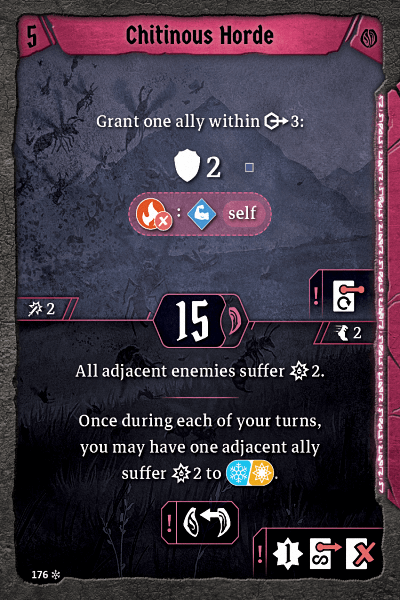 5 Chitinous Horde
Grant one ally within 3:
2
: self
2
15
! 
2
All adjacent enemies suffer 2.
Once during each of your turns,
you may have one adjacent ally
suffer 2 to .
!
! 1 S
176